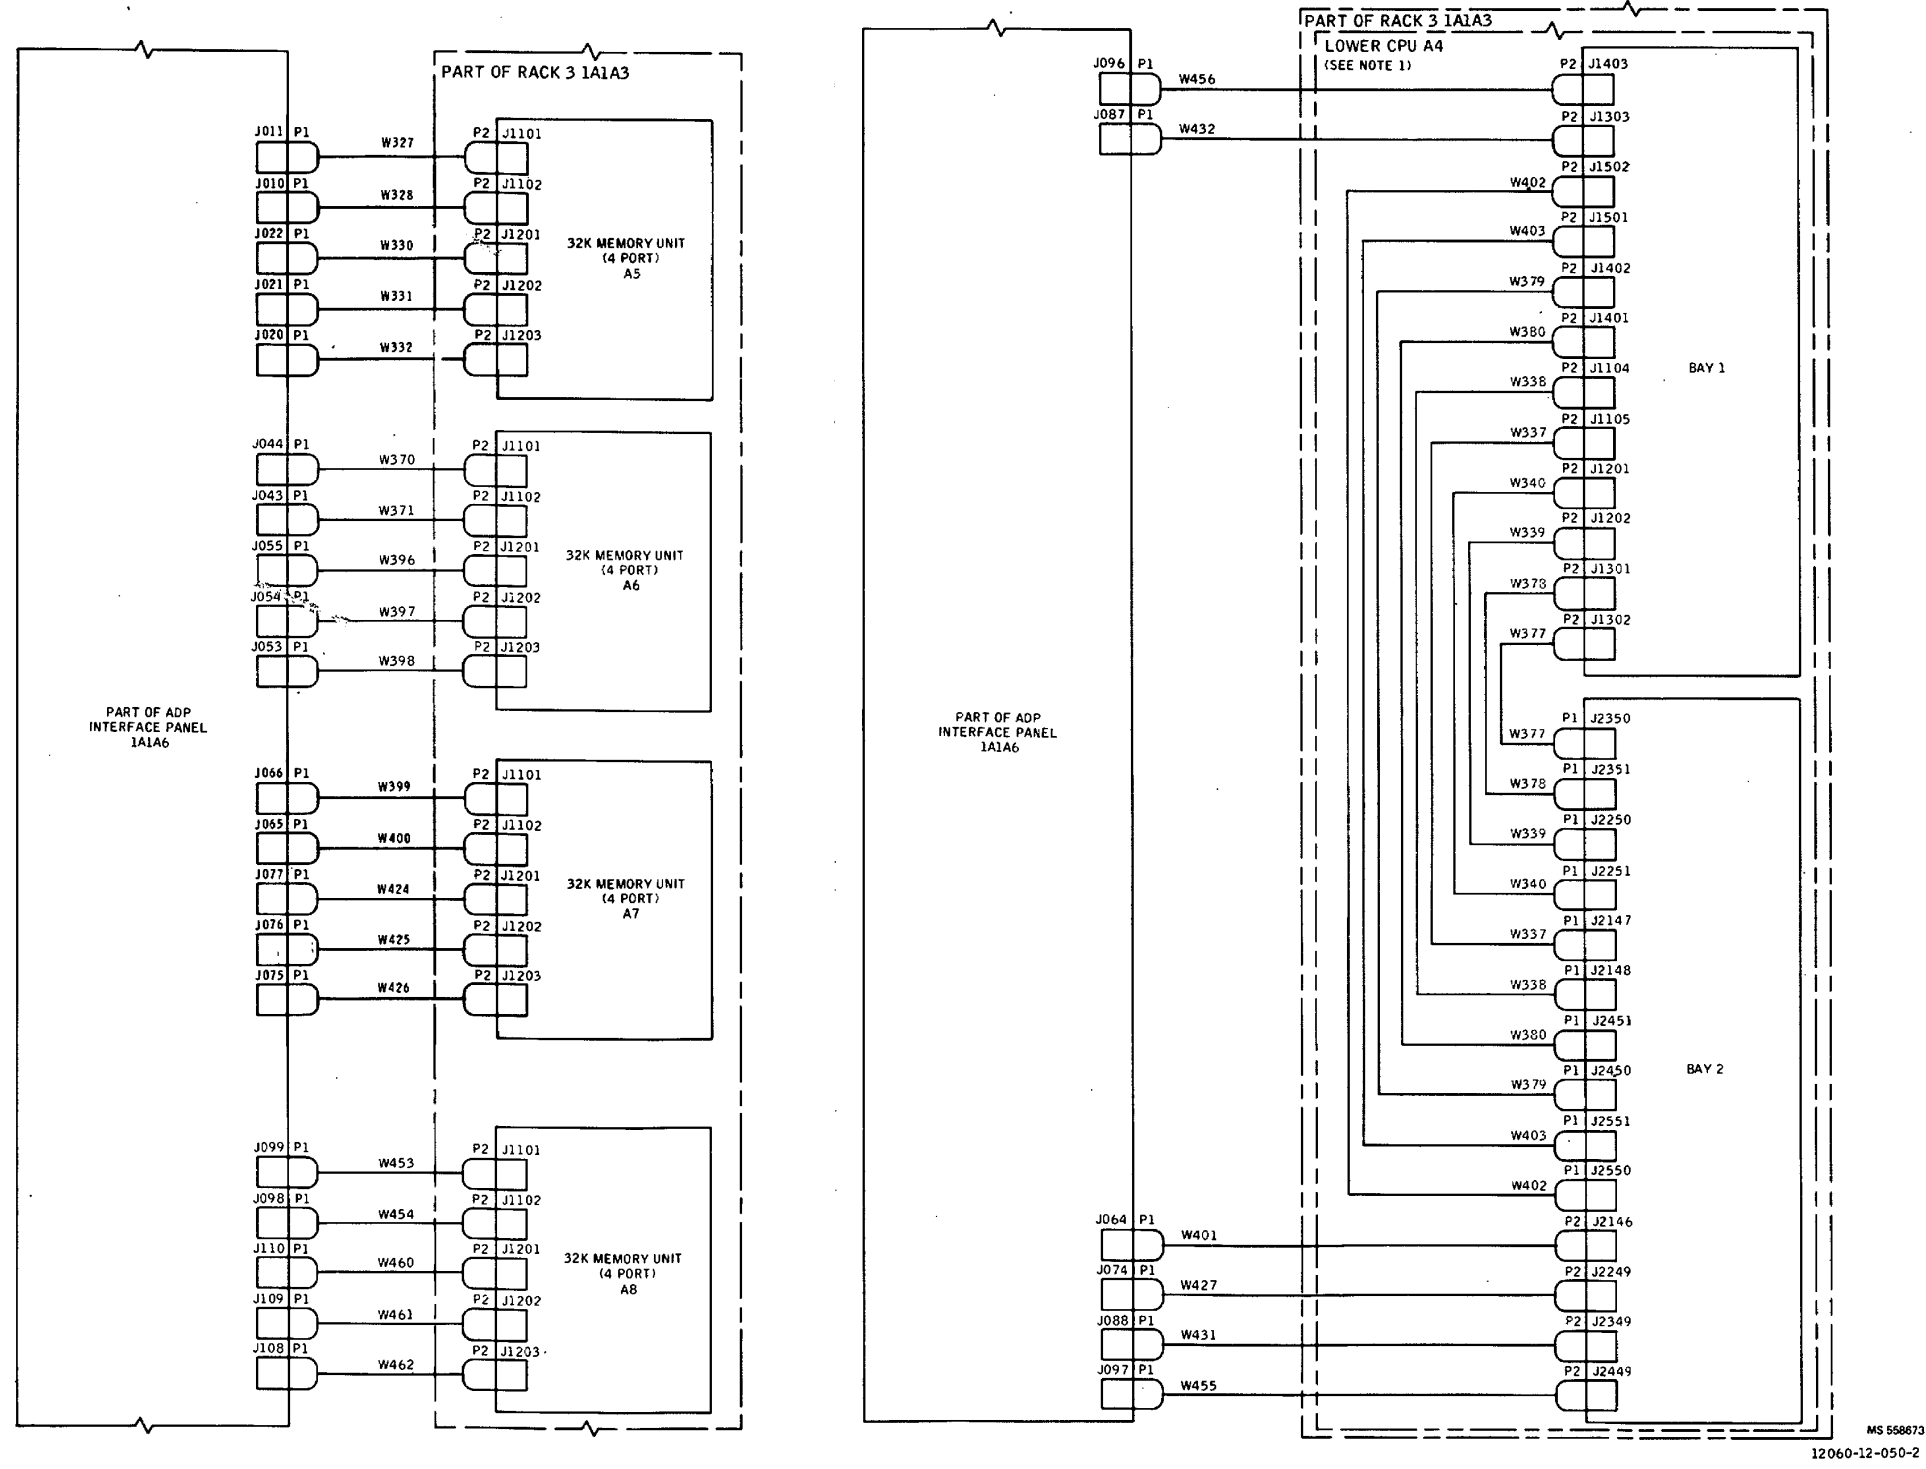 PART OF RACK 3 1A1A3
J011 P1 W327 P2 J1101
J010 P1 W328 P2 J1102
J022 P1 W330 P2 J1201
J021 P1 W331 P2 J1202
J020 P1 W332 P2 J1203
32K MEMORY UNIT
(4 PORT)
A5
J044 P1 W370 P2 J1101
J043 P1 W371 P2 J1102
J055 P1 W396 P2 J1201
J054 P1 W397 P2 J1202
J053 P1 W398 P2 J1203
32K MEMORY UNIT
(4 PORT)
A6
PART OF ADP
INTERFACE PANEL
1A1A6
J066 P1 W399 P2 J1101
J065 P1 W400 P2 J1102
J077 P1 W424 P2 J1201
J076 P1 W425 P2 J1202
J075 P1 W426 P2 J1203
32K MEMORY UNIT
(4 PORT)
A7
J099 P1 W453 P2 J1101
J098 P1 W454 P2 J1102
J110 P1 W460 P2 J1201
J109 P1 W461 P2 J1202
J108 P1 W462 P2 J1203
32K MEMORY UNIT
(4 PORT)
A8
PART OF RACK 3 1A1A3
LOWER CPU A4
(SEE NOTE 1)
J096 P1 W456 P2 J1403
J087 P1 W432 P2 J1303
W402 P2 J1502
W403 P2 J1501
W379 P2 J1402
W380 P2 J1401
W338 P2 J1104
W337 P2 J1105
W340 P2 J1201
W339 P2 J1202
W378 P2 J1301
W377 P2 J1302
BAY 1
PART OF ADP
INTERFACE PANEL
1A1A6
W377 P1 J2350
W378 P1 J2351
W339 P1 J2250
W340 P1 J2251
W337 P1 J2147
W338 P1 J2148
W380 P1 J2451
W379 P1 J2450
W403 P1 J2551
W402 P1 J2550
BAY 2
J064 P1 W401 P2 J2146
J074 P1 W427 P2 J2249
J088 P1 W431 P2 J2349
J097 P1 W455 P2 J2449
MS 558673
12060-12-050-2